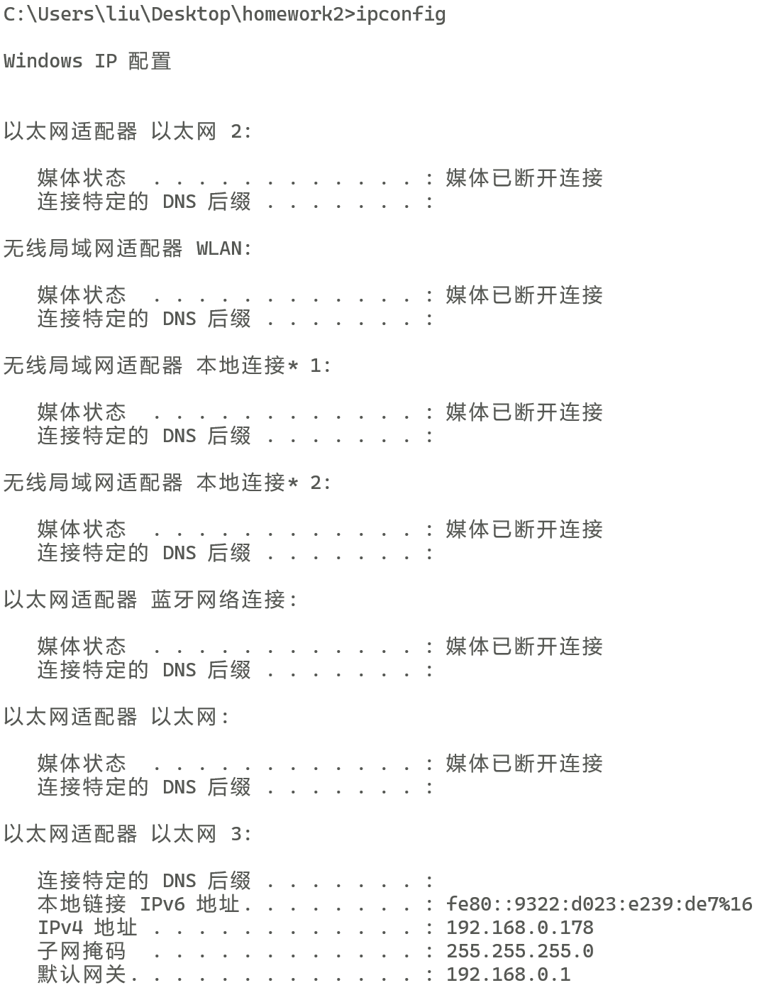 C:\Users\liu\Desktop\homework2>ipconfig
Windows IP 配置
以太网适配器 以太网 2:
媒体状态  . . . . . . . . . . . . : 媒体已断开连接
连接特定的 DNS 后缀 . . . . . . . :
无线局域网适配器 WLAN:
媒体状态  . . . . . . . . . . . . : 媒体已断开连接
连接特定的 DNS 后缀 . . . . . . . :
无线局域网适配器 本地连接* 1:
媒体状态  . . . . . . . . . . . . : 媒体已断开连接
连接特定的 DNS 后缀 . . . . . . . :
无线局域网适配器 本地连接* 2:
媒体状态  . . . . . . . . . . . . : 媒体已断开连接
连接特定的 DNS 后缀 . . . . . . . :
以太网适配器 蓝牙网络连接:
媒体状态  . . . . . . . . . . . . : 媒体已断开连接
连接特定的 DNS 后缀 . . . . . . . :
以太网适配器 以太网:
媒体状态  . . . . . . . . . . . . : 媒体已断开连接
连接特定的 DNS 后缀 . . . . . . . :
以太网适配器 以太网 3:
连接特定的 DNS 后缀 . . . . . . . :
本地链接 IPv6 地址. . . . . . . . : fe80::9322:d023:e239:de7%16
IPv4 地址 . . . . . . . . . . . . : 192.168.0.178
子网掩码  . . . . . . . . . . . . : 255.255.255.0
默认网关. . . . . . . . . . . . . : 192.168.0.1